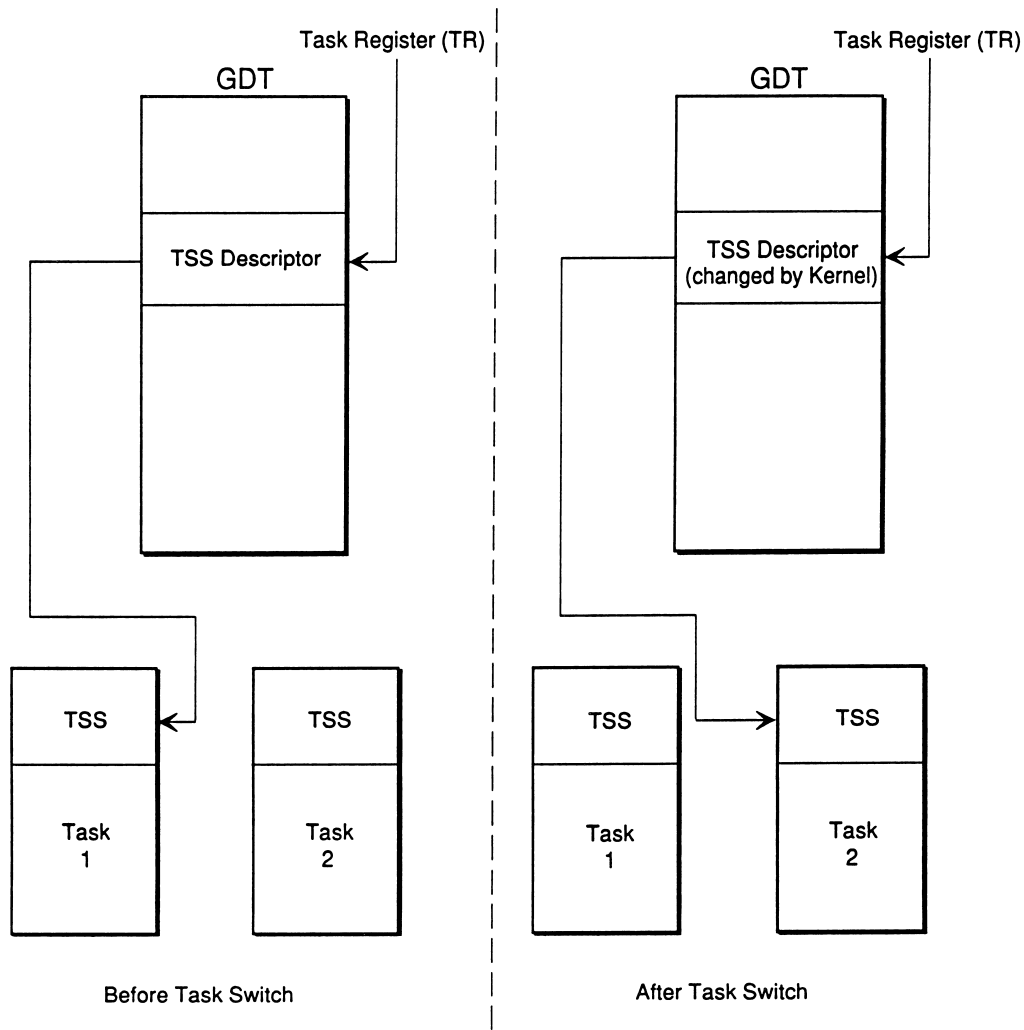 Task Register (TR)
GDT
TSS Descriptor
TSS
Task
1
TSS
Task
2
Before Task Switch
Task Register (TR)
GDT
TSS Descriptor
(changed by Kernel)
TSS
Task
1
TSS
Task
2
After Task Switch